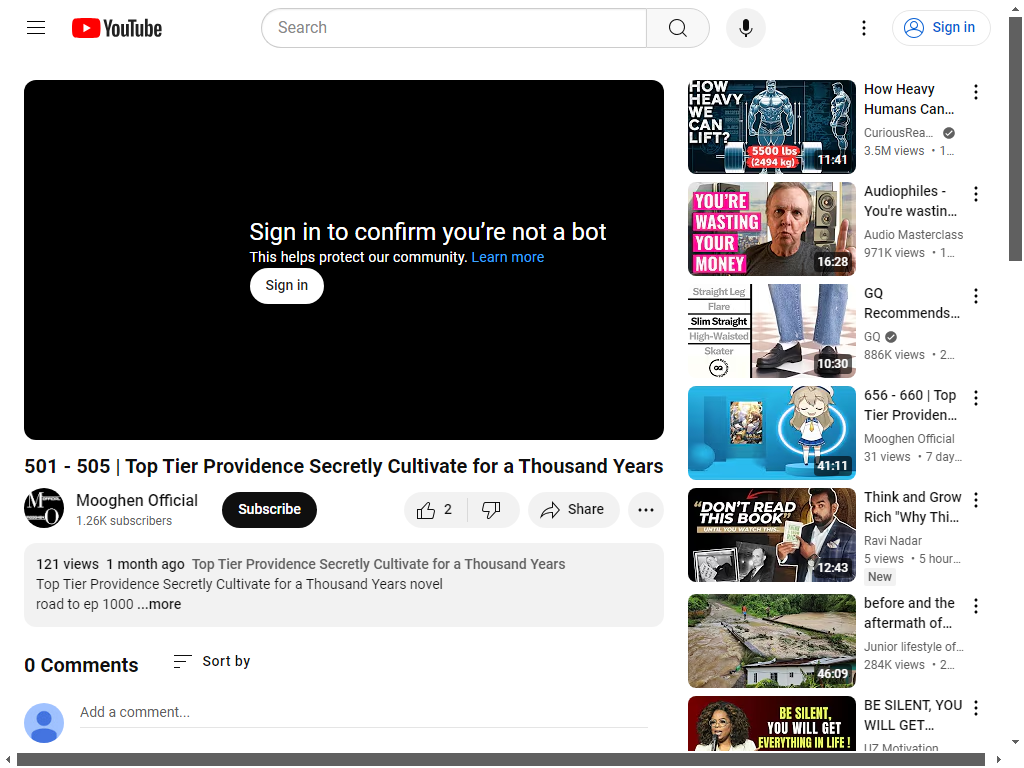 YouTube
Search
Sign in
Sign in to confirm you’re not a bot
This helps protect our community. Learn more
Sign in
501 - 505 | Top Tier Providence Secretly Cultivate for a Thousand Years
Mooghen Official
1.26K subscribers
Subscribe
2
Share
121 views 1 month ago Top Tier Providence Secretly Cultivate for a Thousand Years
Top Tier Providence Secretly Cultivate for a Thousand Years novel
road to ep 1000 ...more
0 Comments
Sort by
Add a comment...
HOW
HEAVY
WE
CAN
LIFT?
5500 lbs
(2494 kg)
11:41
How Heavy
Humans Can...
CuriousRea...
3.5M views • 1...
YOU'RE
WASTING
YOUR
MONEY
16:28
Audiophiles -
You're wastin...
Audio Masterclass
971K views • 1...
Straight Leg
Flare
Slim Straight
High-Waisted
Skater
GQ
10:30
GQ
Recommends...
GQ
886K views • 2...
41:11
656 - 660 | Top
Tier Providen...
Mooghen Official
31 views • 7 day...
"DON'T READ
THIS BOOK"
UNTIL YOU WATCH THIS
12:43
Think and Grow
Rich "Why Thi...
Ravi Nadar
5 views • 5 hour...
New
46:09
before and the
aftermath of...
Junior lifestyle of...
284K views • 2...
BE SILENT,
YOU WILL GET
EVERYTHING IN LIFE !
BE SILENT, YOU
WILL GET...
UZ Motivation